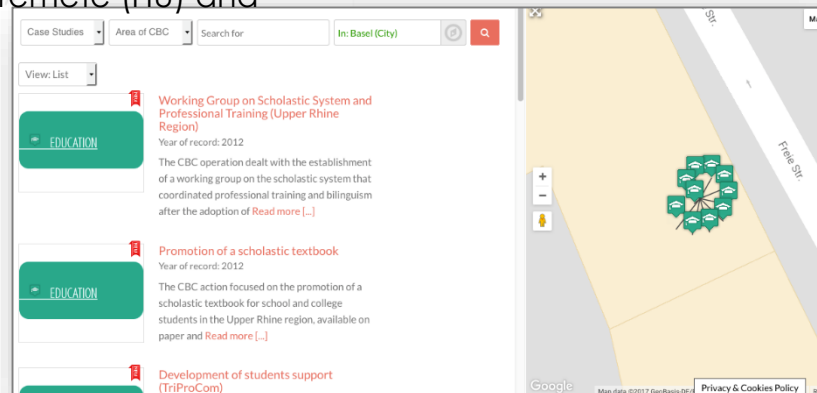 Case Studies
Area of CBC
Search for
In: Basel (City)
View: List
EDUCATION
Working Group on Scholastic System and
Professional Training (Upper Rhine
Region)
Year of record: 2012
The CBC operation dealt with the establishment
of a working group on the scholastic system that
coordinated professional training and bilinguism
after the adoption of Read more [...]
EDUCATION
Promotion of a scholastic textbook
Year of record: 2012
The CBC action focused on the promotion of a
scholastic textbook for school and college
students in the Upper Rhine region, available on
paper and Read more [...]
Development of students support
(TriProCom)
Str.
Freie Str.
+
−
Google
Map data ©2017 GeoBasis-DE/
Privacy & Cookies Policy